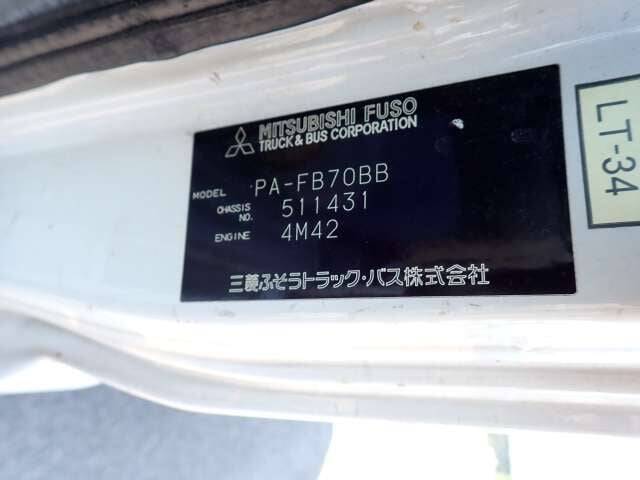 MITSUBISHI FUSO
TRUCK & BUS CORPORATION
MODEL PA-FB70BB
CHASSIS NO. 511431
ENGINE 4M42
三菱ふそうトラック・バス株式会社
LT-34